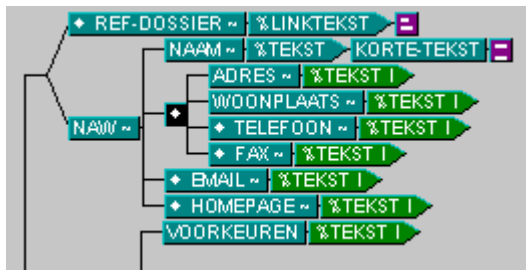 REF-DOSSIER ~ %LINKTEKST
NAAM ~ %TEKST KORTE-TEKST
ADRES ~ %TEKST |
WOONPLAATS ~ %TEKST |
NAW ~
TELEFOON ~ %TEKST |
FAX ~ %TEKST |
EMAIL ~ %TEKST |
HOMEPAGE ~ %TEKST |
VOORKEUREN %TEKST |